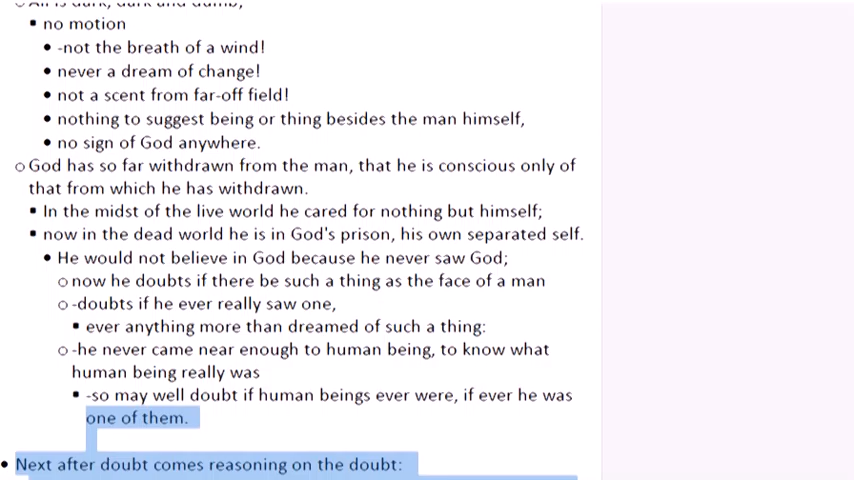 no motion
-not the breath of a wind!
never a dream of change!
not a scent from far-off field!
nothing to suggest being or thing besides the man himself,
no sign of God anywhere.
God has so far withdrawn from the man, that he is conscious only of
that from which he has withdrawn.
In the midst of the live world he cared for nothing but himself;
now in the dead world he is in God's prison, his own separated self.
He would not believe in God because he never saw God;
now he doubts if there be such a thing as the face of a man
-doubts if he ever really saw one,
ever anything more than dreamed of such a thing:
-he never came near enough to human being, to know what
human being really was
-so may well doubt if human beings ever were, if ever he was
one of them.
Next after doubt comes reasoning on the doubt: